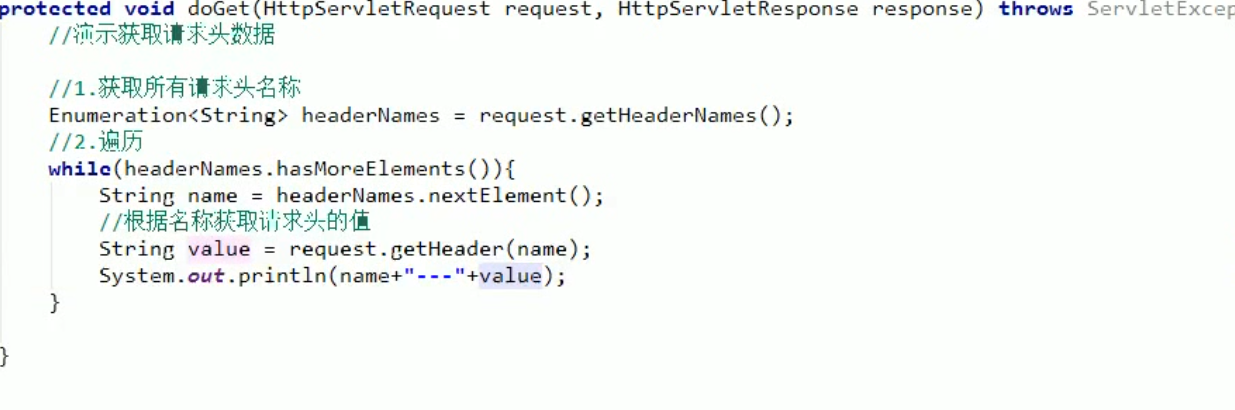 protected void doGet(HttpServletRequest request, HttpServletResponse response) throws ServletExcep
//演示获取请求头数据
//1.获取所有请求头名称
Enumeration<String> headerNames = request.getHeaderNames();
//2.遍历
while(headerNames.hasMoreElements()){
String name = headerNames.nextElement();
//根据名称获取请求头的值
String value = request.getHeader(name);
System.out.println(name+"---"+value);
}
}